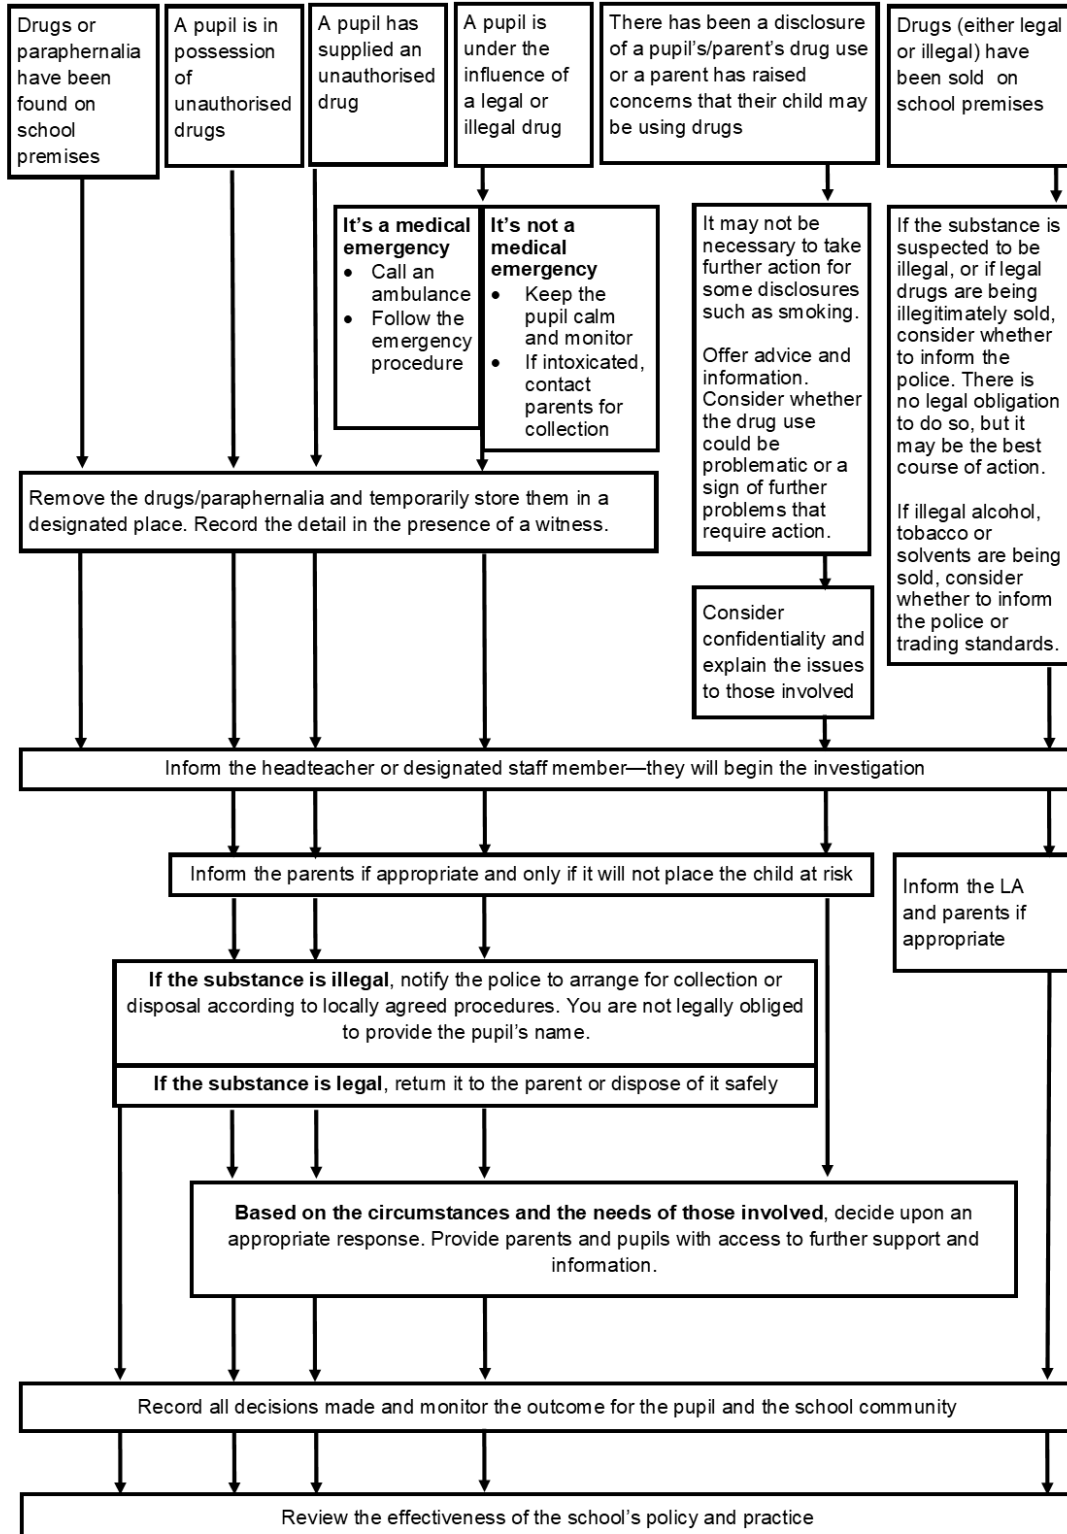 Drugs or
paraphernalia
have been
found on
school
premises
A pupil is in
possession
of
unauthorised
drugs
A pupil has
supplied an
unauthorised
drug
A pupil is
under the
influence of
a legal or
illegal drug
There has been a disclosure
of a pupil’s/parent’s drug use
or a parent has raised
concerns that their child may
be using drugs
Drugs (either legal
or illegal) have
been sold on
school premises
It’s a medical
emergency
• Call an
ambulance
• Follow the
emergency
procedure
It’s not a
medical
emergency
• Keep the
pupil calm
and monitor
• If intoxicated,
contact
parents for
collection
It may not be
necessary to take
further action for
some disclosures
such as smoking.
Offer advice and
information.
Consider whether
the drug use
could be
problematic or a
sign of further
problems that
require action.
If the substance is
suspected to be
illegal, or if legal
drugs are being
illegitimately sold,
consider whether
to inform the
police. There is
no legal obligation
to do so, but it
may be the best
course of action.
If illegal alcohol,
tobacco or
solvents are being
sold, consider
whether to inform
the police or
trading standards.
Remove the drugs/paraphernalia and temporarily store them in a
designated place. Record the detail in the presence of a witness.
Consider
confidentiality and
explain the issues
to those involved
Inform the headteacher or designated staff member—they will begin the investigation
Inform the parents if appropriate and only if it will not place the child at risk
Inform the LA
and parents if
appropriate
If the substance is illegal, notify the police to arrange for collection or
disposal according to locally agreed procedures. You are not legally obliged
to provide the pupil’s name.
If the substance is legal, return it to the parent or dispose of it safely
Based on the circumstances and the needs of those involved, decide upon an
appropriate response. Provide parents and pupils with access to further support and
information.
Record all decisions made and monitor the outcome for the pupil and the school community
Review the effectiveness of the school’s policy and practice